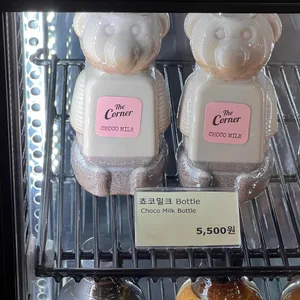 The
Corner
CHOCO MILK
The
Corner
CHOCO MILK
쵸코밀크 Bottle
Choco Milk Bottle
5,500원